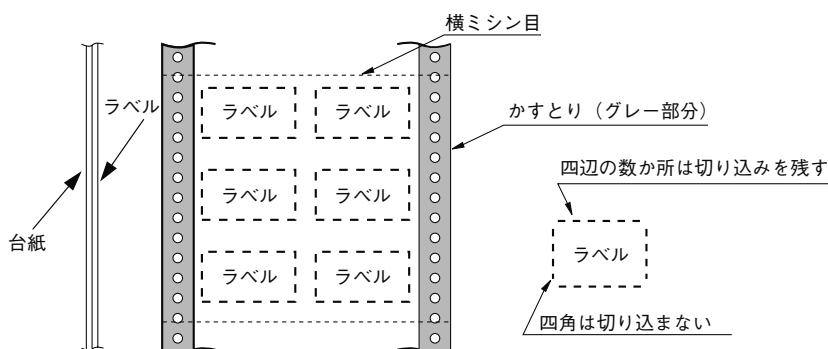 横ミシン目
ラベル
台紙
ラベル
ラベル
ラベル
ラベル
ラベル
ラベル
かすとり（グレー部分）
四辺の数か所は切り込みを残す
ラベル
四角は切り込まない